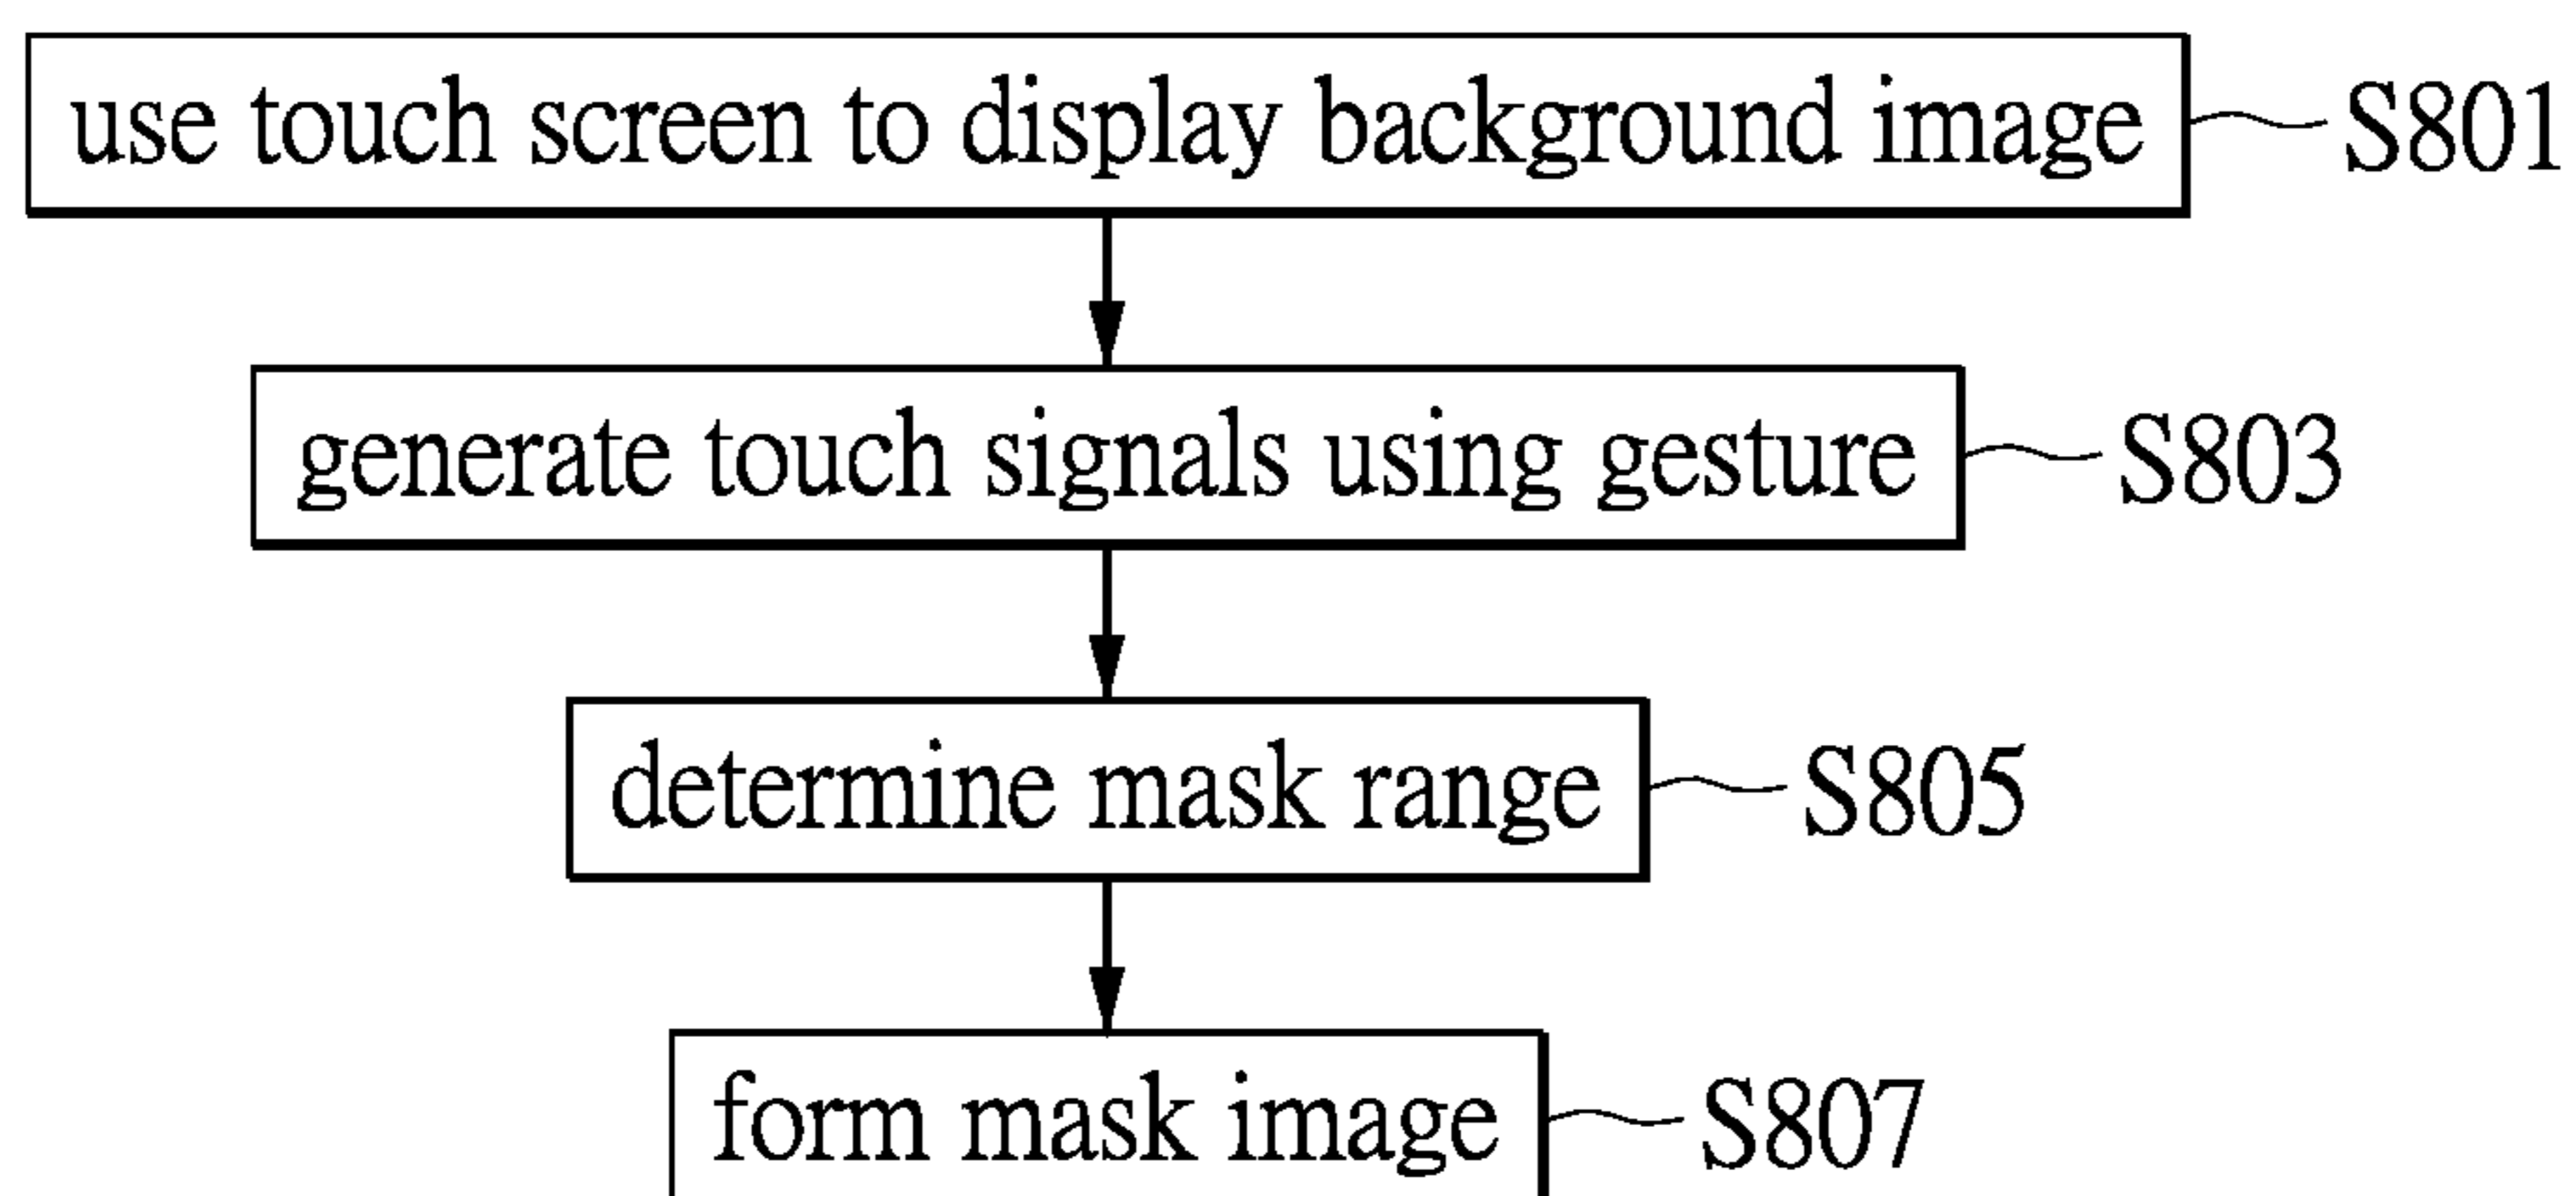 use touch screen to display background image S801
generate touch signals using gesture S803
determine mask range S805
form mask image S807